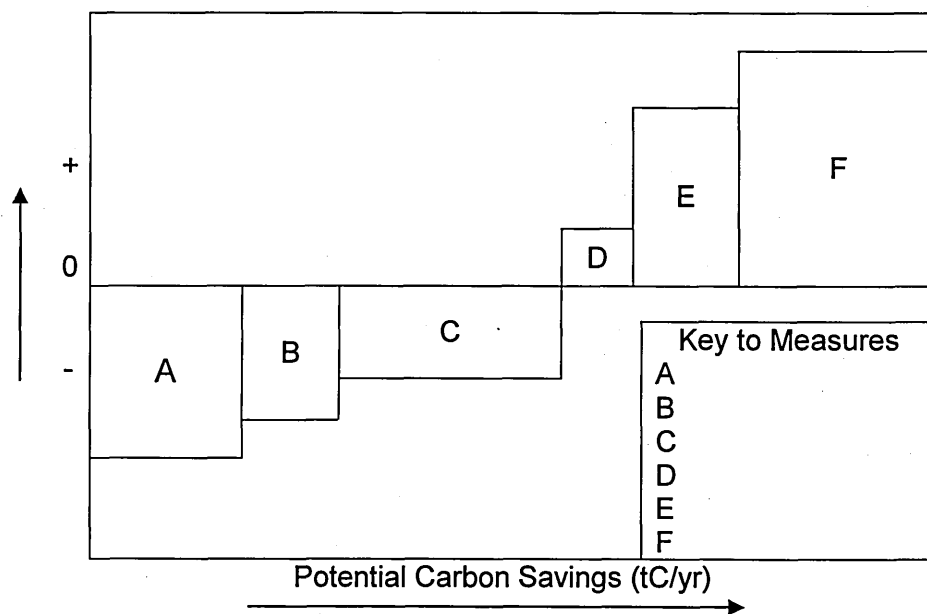 +
0
-
A
B
C
D
E
F
Key to Measures
A
B
C
D
E
F
Potential Carbon Savings (tC/yr)